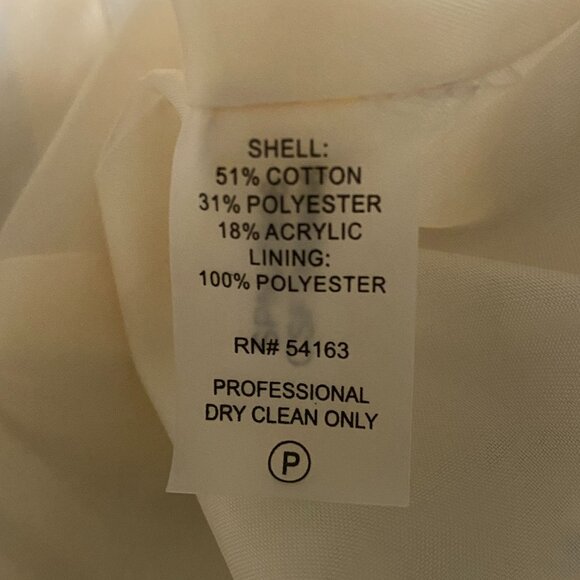 SHELL:
51% COTTON
31% POLYESTER
18% ACRYLIC
LINING:
100% POLYESTER
RN# 54163
PROFESSIONAL
DRY CLEAN ONLY
P